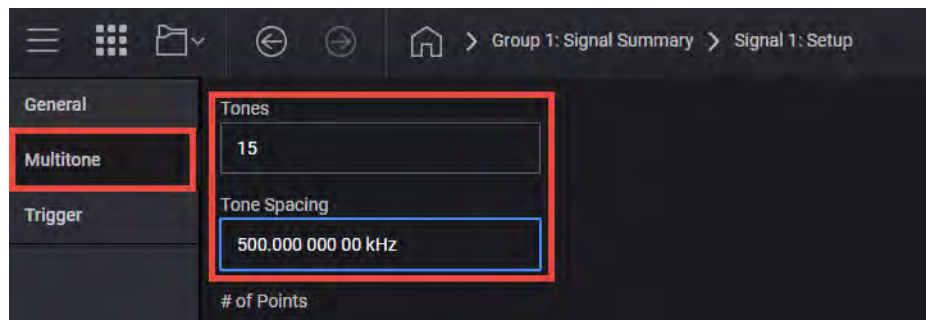 Group 1: Signal Summary > Signal 1: Setup
General
Multitone
Trigger
Tones
15
Tone Spacing
500.000 000 00 kHz
# of Points